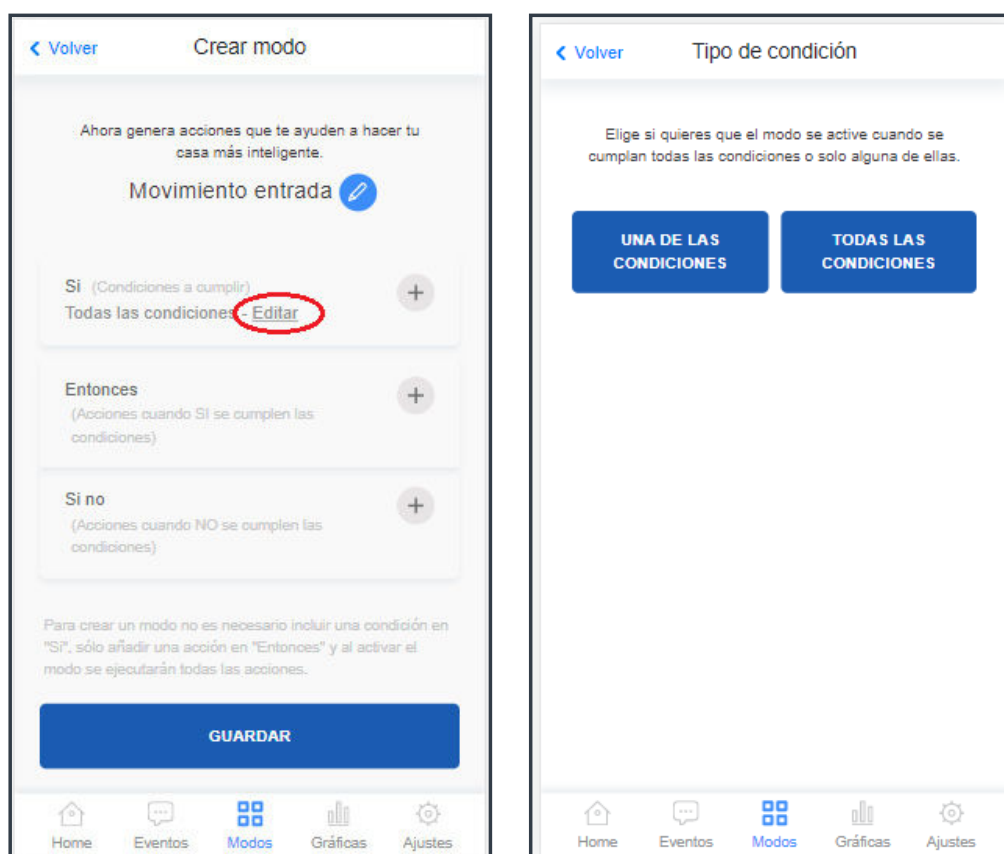 Volver
Crear modo
Ahora genera acciones que te ayuden a hacer tu
casa más inteligente.
Movimiento entrada
Si (Condiciones a cumplir)
Todas las condiciones - Editar
Entonces
(Acciones cuando SI se cumplen las
condiciones)
Si no
(Acciones cuando NO se cumplen las
condiciones)
Para crear un modo no es necesario incluir una condición en
"Si", sólo añadir una acción en "Entonces" y al activar el
modo se ejecutarán todas las acciones.
GUARDAR
Home Eventos Modos Gráficas Ajustes
Volver
Tipo de condición
Elige si quieres que el modo se active cuando se
cumplan todas las condiciones o solo alguna de ellas.
UNA DE LAS
CONDICIONES
TODAS LAS
CONDICIONES
Home Eventos Modos Gráficas Ajustes